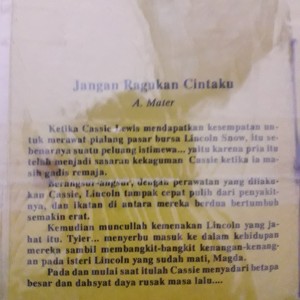 Jangan Ragukan Cintaku
A. Mater
Ketika Cassie Lewis mendapatkan kesempatan un-
tuk merawat pialang pasar bursa Lincoln Snow, itu se-
benarnya suatu peluang istimewa... yaitu karena pria itu
telah menjadi sasaran kekaguman Cassie ketika ia ma-
sih gadis remaja.
Berangsur-angsur, dengan perawatan yang dilaku-
kan Cassie, Lincoln tampak cepat pulih dari penyakit-
nya, dan ikatan di antara mereka berdua bertumbuh
semakin erat.
Kemudian muncullah kemenakan Lincoln yang ja-
hat itu, Tyler... menyerbu masuk ke dalam kehidupan
mereka sambil membangkit-bangkit kenangan-kenang-
an pada isteri Lincoln yang sudah mati, Magda.
Pada dan mulai saat itulah Cassie menyadari betapa
besar dan dahsyat daya rusak masa lalu....